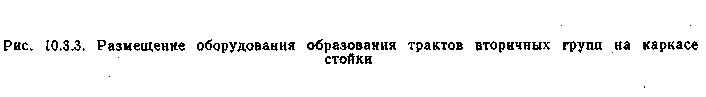 Рис. 10.3.3. Размещение оборудования образования трактов вторичных групп на каркасе
стойки